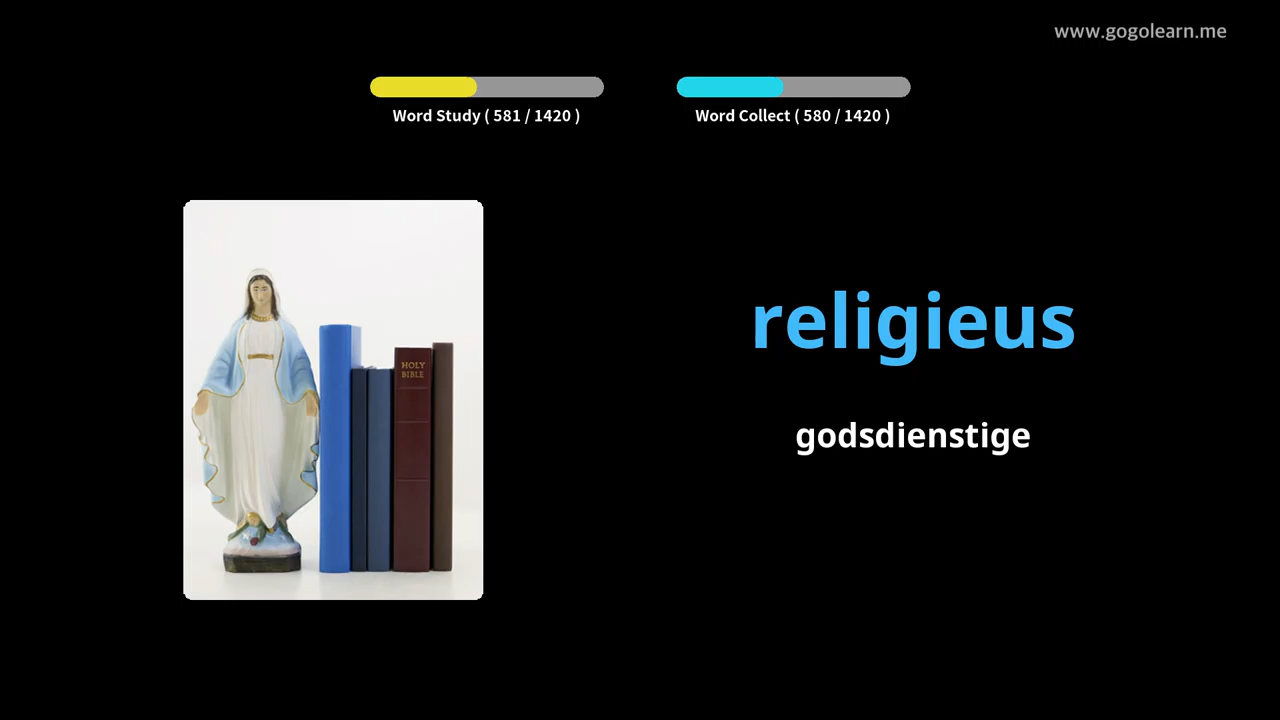 www.gogolearn.me
Word Study ( 581 / 1420 )
Word Collect ( 580 / 1420 )
HOLY
BIBLE
religieus
godsdienstige